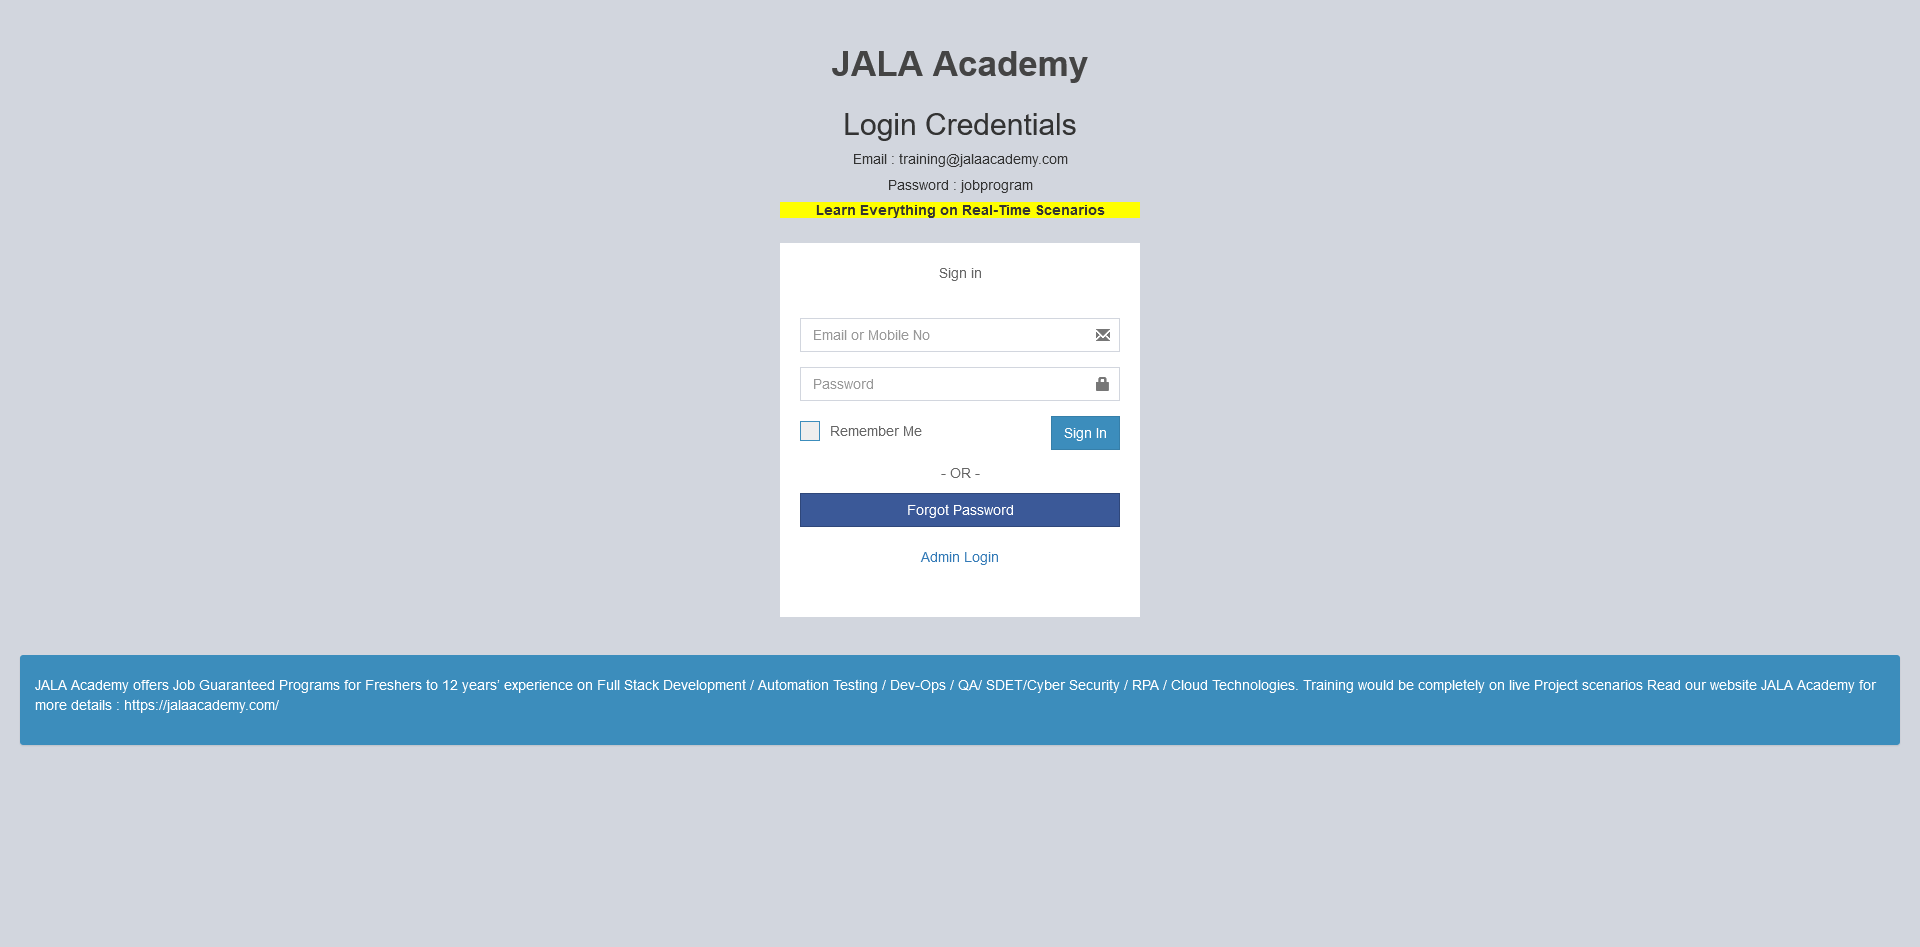 JALA Academy
Login Credentials
Email : training@jalaacademy.com
Password : jobprogram
Learn Everything on Real-Time Scenarios
Sign in
Email or Mobile No
Password
Remember Me
Sign In
- OR -
Forgot Password
Admin Login
JALA Academy offers Job Guaranteed Programs for Freshers to 12 years’ experience on Full Stack Development / Automation Testing / Dev-Ops / QA/ SDET/Cyber Security / RPA / Cloud Technologies. Training would be completely on live Project scenarios Read our website JALA Academy for
more details : https://jalaacademy.com/